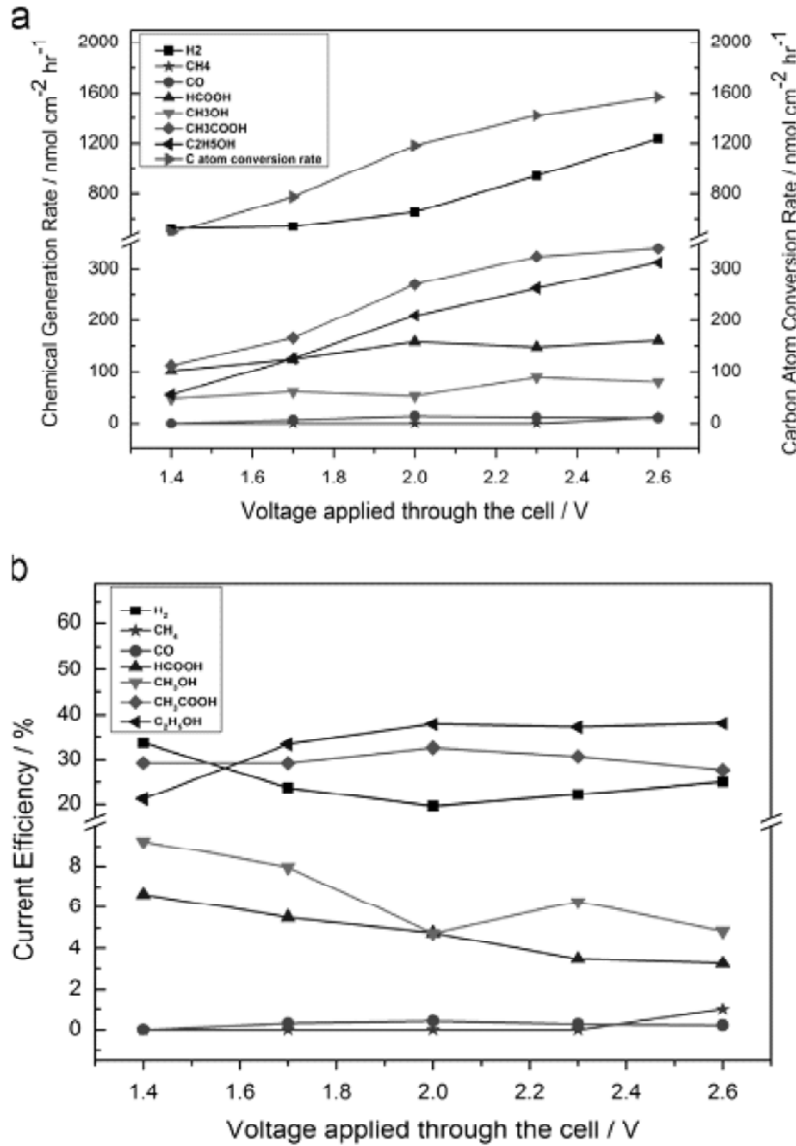 a
Chemical Generation Rate / nmol cm⁻² hr⁻¹
2000
1600
1200
800
300
200
100
0
H2
CH4
CO
HCOOH
CH3OH
CH3COOH
C2H5OH
C atom conversion rate
2000
1600
1200
800
300
200
100
0
Carbon Atom Conversion Rate / nmol cm⁻² hr⁻¹
1.4 1.6 1.8 2.0 2.2 2.4 2.6
Voltage applied through the cell / V
b
Current Efficiency / %
60
50
40
30
20
8
6
4
2
0
H₂
CH₄
CO
HCOOH
CH₃OH
CH₃COOH
C₂H₅OH
1.4 1.6 1.8 2.0 2.2 2.4 2.6
Voltage applied through the cell / V